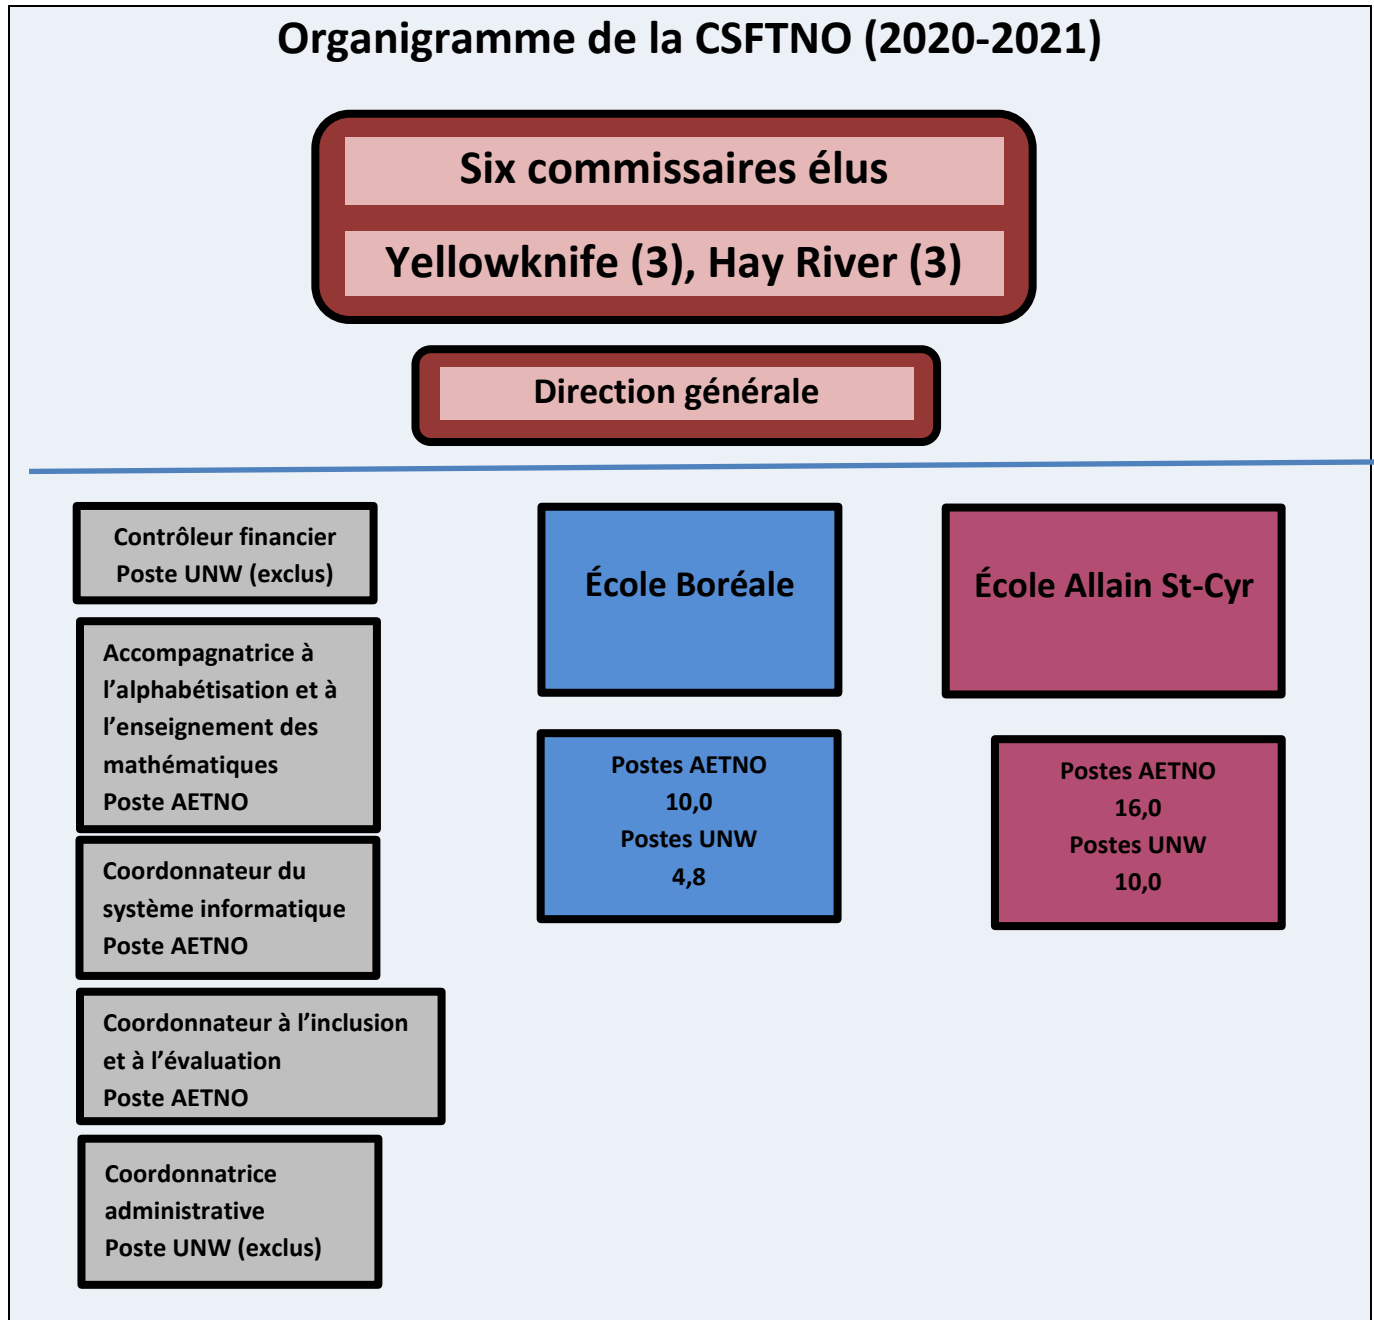 Organigramme de la CSFTNO (2020-2021)
Six commissaires élus
Yellowknife (3), Hay River (3)
Direction générale
Contrôleur financier
Poste UNW (exclus)
Accompagnatrice à
l’alphabétisation et à
l’enseignement des
mathématiques
Poste AETNO
Coordonnateur du
système informatique
Poste AETNO
Coordonnateur à l’inclusion
et à l’évaluation
Poste AETNO
Coordonnatrice
administrative
Poste UNW (exclus)
École Boréale
Postes AETNO
10,0
Postes UNW
4,8
École Allain St-Cyr
Postes AETNO
16,0
Postes UNW
10,0